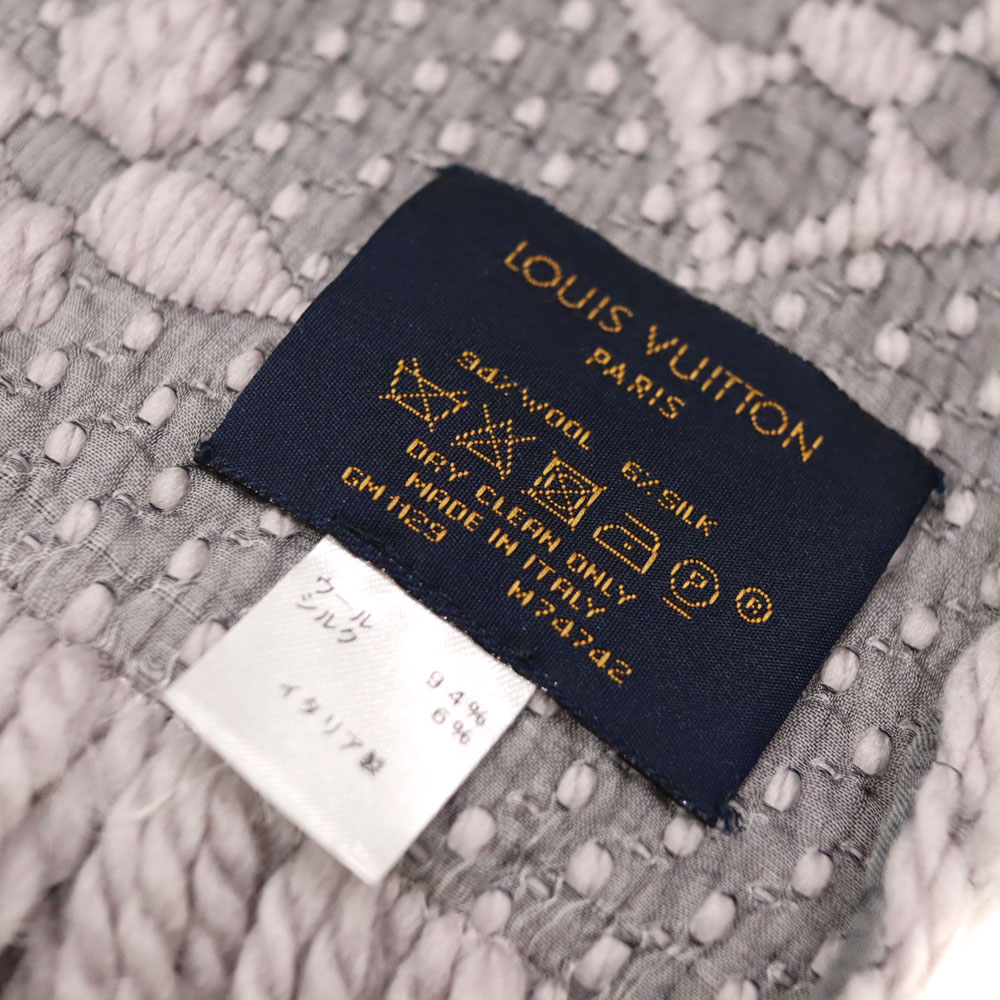 LOUIS VUITTON
PARIS
94% WOOL 6% SILK
P R
DRY CLEAN ONLY
MADE IN ITALY
GM1129 M74742
ウール 94%
シルク 6%
イタリア製